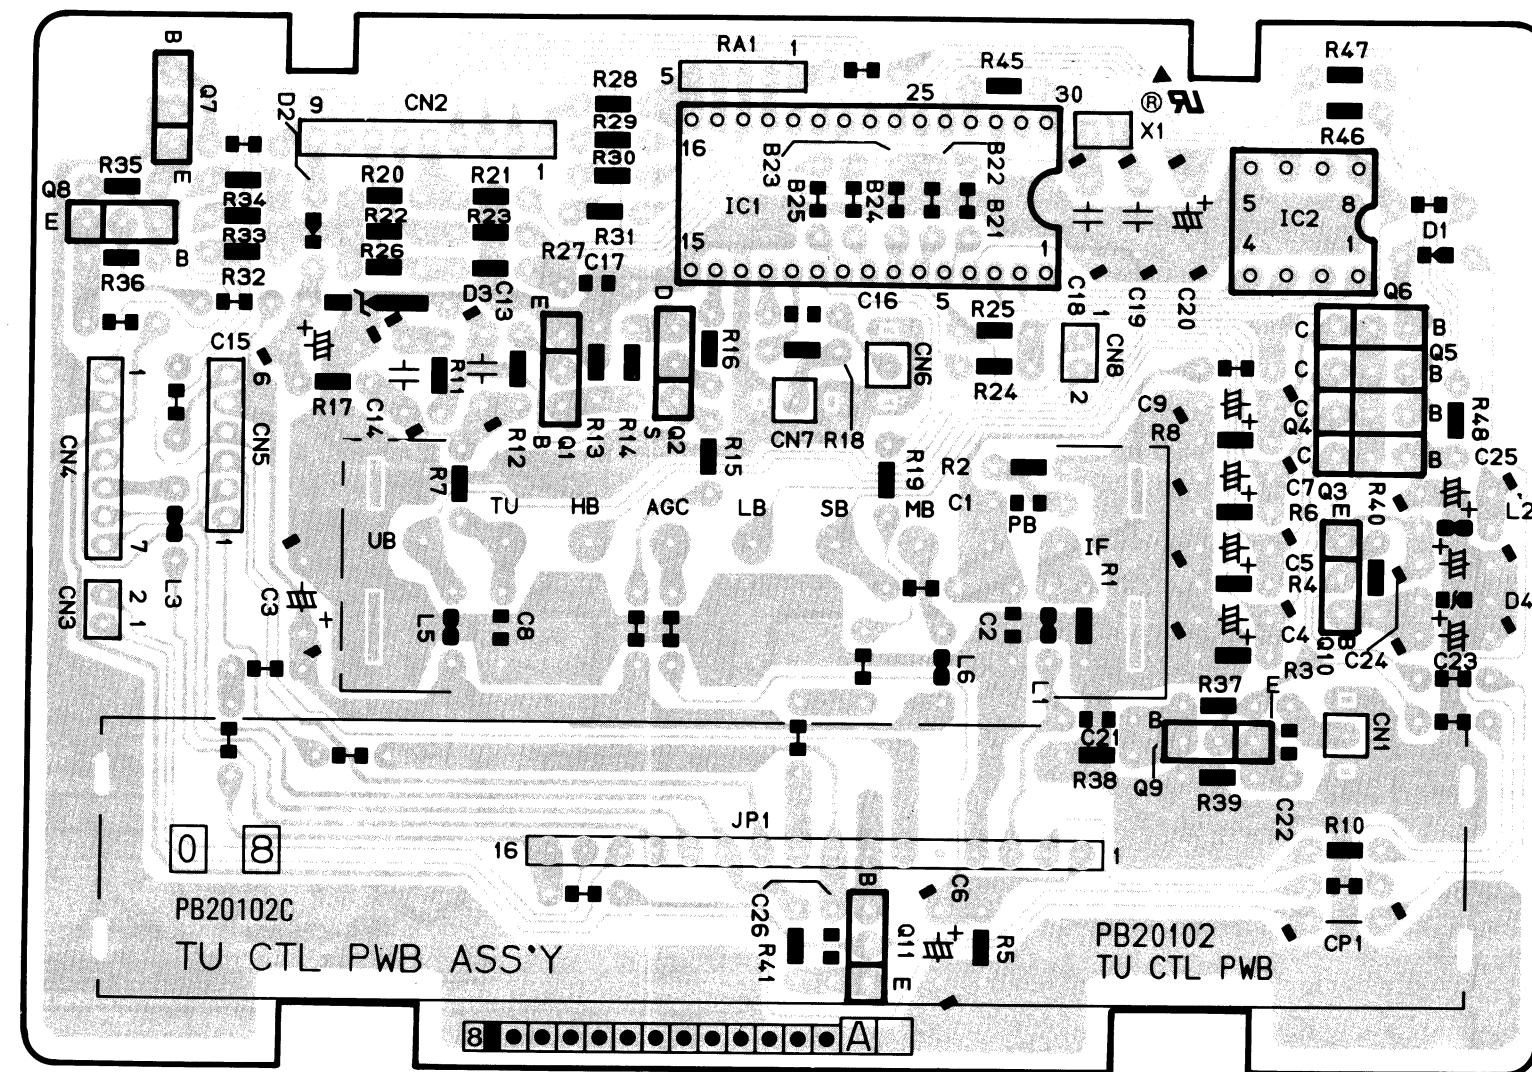 B
Q7
E
D2
9
CN2
1
RA1
1
5
R28
R29
R30
R31
R27
C17
R45
25
30
X1
®
UR
R47
R46
R35
Q8
E
B
R36
R34
R33
R32
R20
R21
R22
R23
R26
16
B23
B22
B25
B24
B21
IC1
15
1
5
C16
5
8
IC2
4
1
D1
Q6
D3
C13
E
D
R16
R25
R24
C18
1
C19
C20
CN8
2
CN6
C
B
Q5
C
B
C
Q4
B
C
B
C15
6
1
CN4
7
CN5
1
R17
C14
R11
R12
B
Q1
R13
R14
S
Q2
R15
CN7
R18
R19
R2
C1
C9
R8
R48
C25
C7
R6
Q3
E
R40
L2
R7
TU
HB
AGC
LB
SB
MB
PB
UB
IF
R1
C5
R4
C4
R3
Q10
B
C24
C23
D4
CN3
2
1
L3
C3
L5
C8
C2
L6
L1
R37
E
B
C21
R38
Q9
R39
C22
CN1
JP1
16
1
R10
CP1
0 8
PB20102C
TU CTL PWB ASS'Y
C26
R41
B
Q11
E
C6
R5
PB20102
TU CTL PWB
8
A